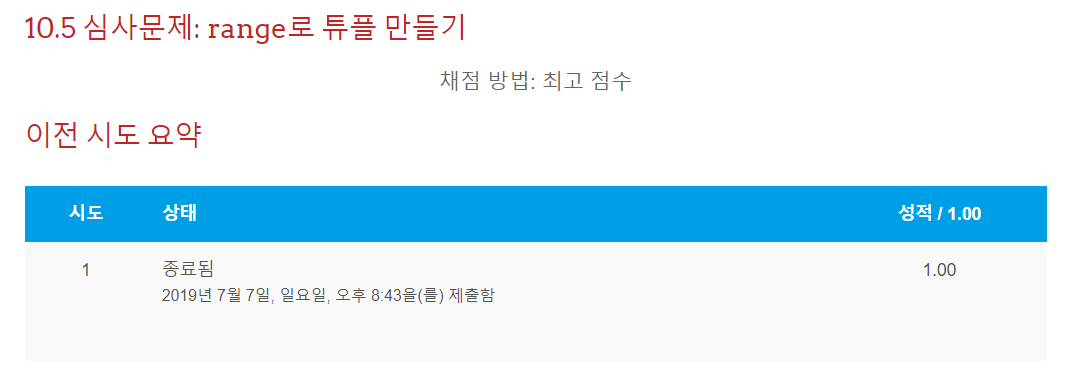 10.5 심사문제: range로 튜플 만들기
채점 방법: 최고 점수
이전 시도 요약
시도 상태 성적 / 1.00
1 종료됨 1.00
2019년 7월 7일, 일요일, 오후 8:43을(를) 제출함